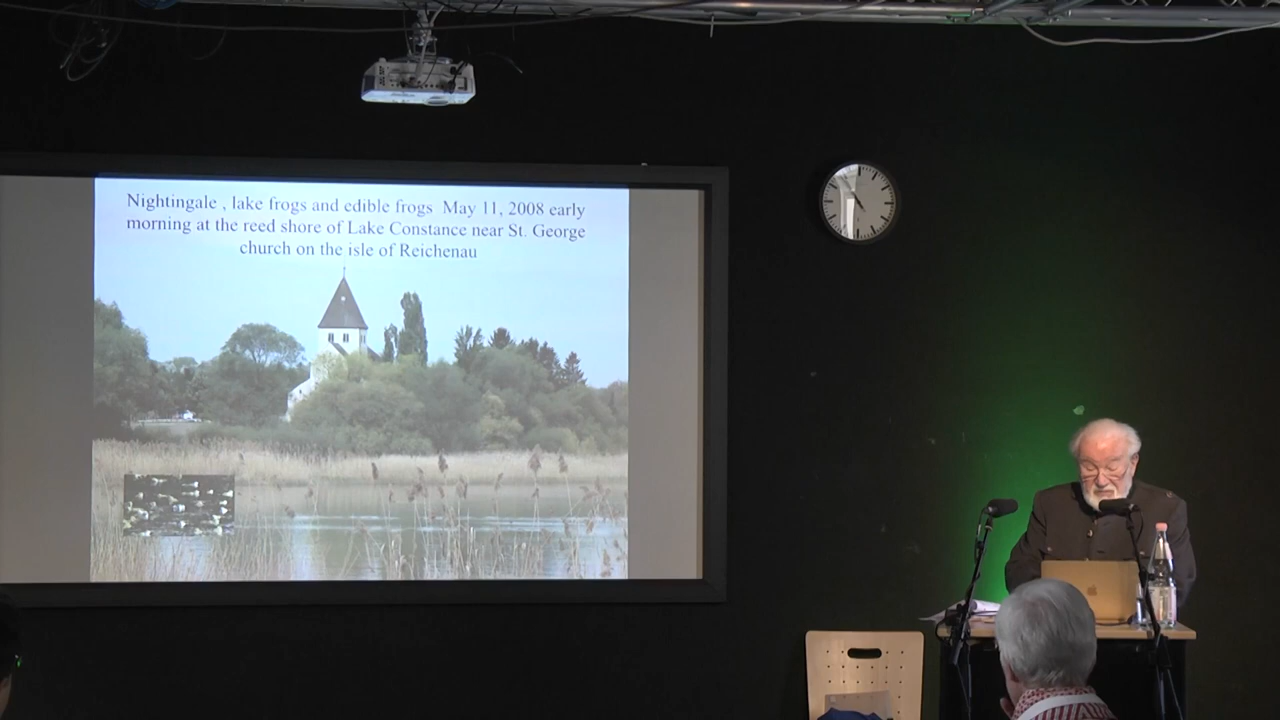 Nightingale , lake frogs and edible frogs May 11, 2008 early
morning at the reed shore of Lake Constance near St. George
church on the isle of Reichenau